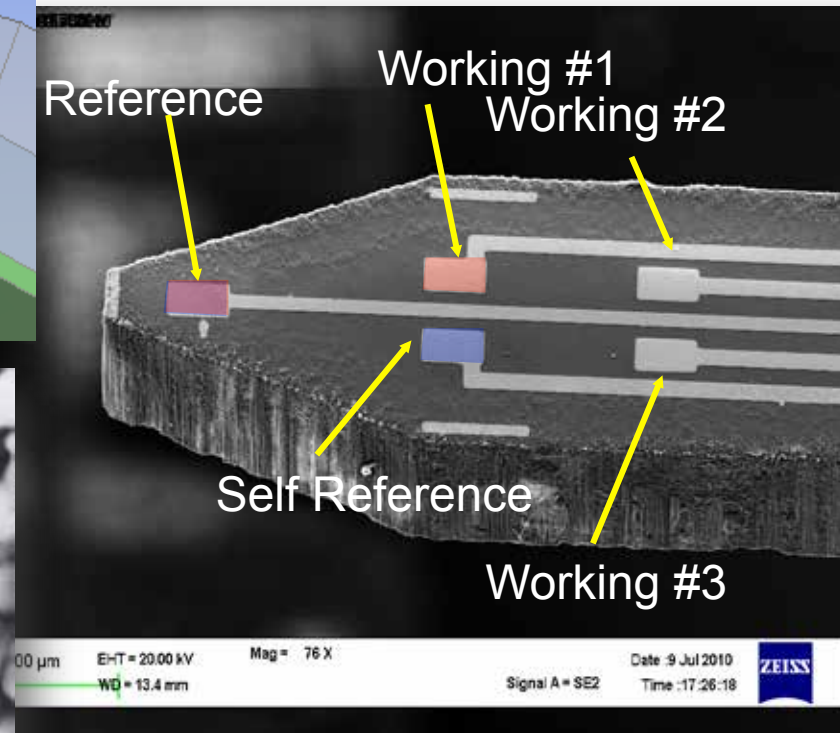 Working #1
Reference
Working #2
Self Reference
Working #3
00 µm
EHT = 20.00 kV
Mag = 76 X
Date :9 Jul 2010
WD = 13.4 mm
Signal A = SE2
Time :17:26:18
ZEISS